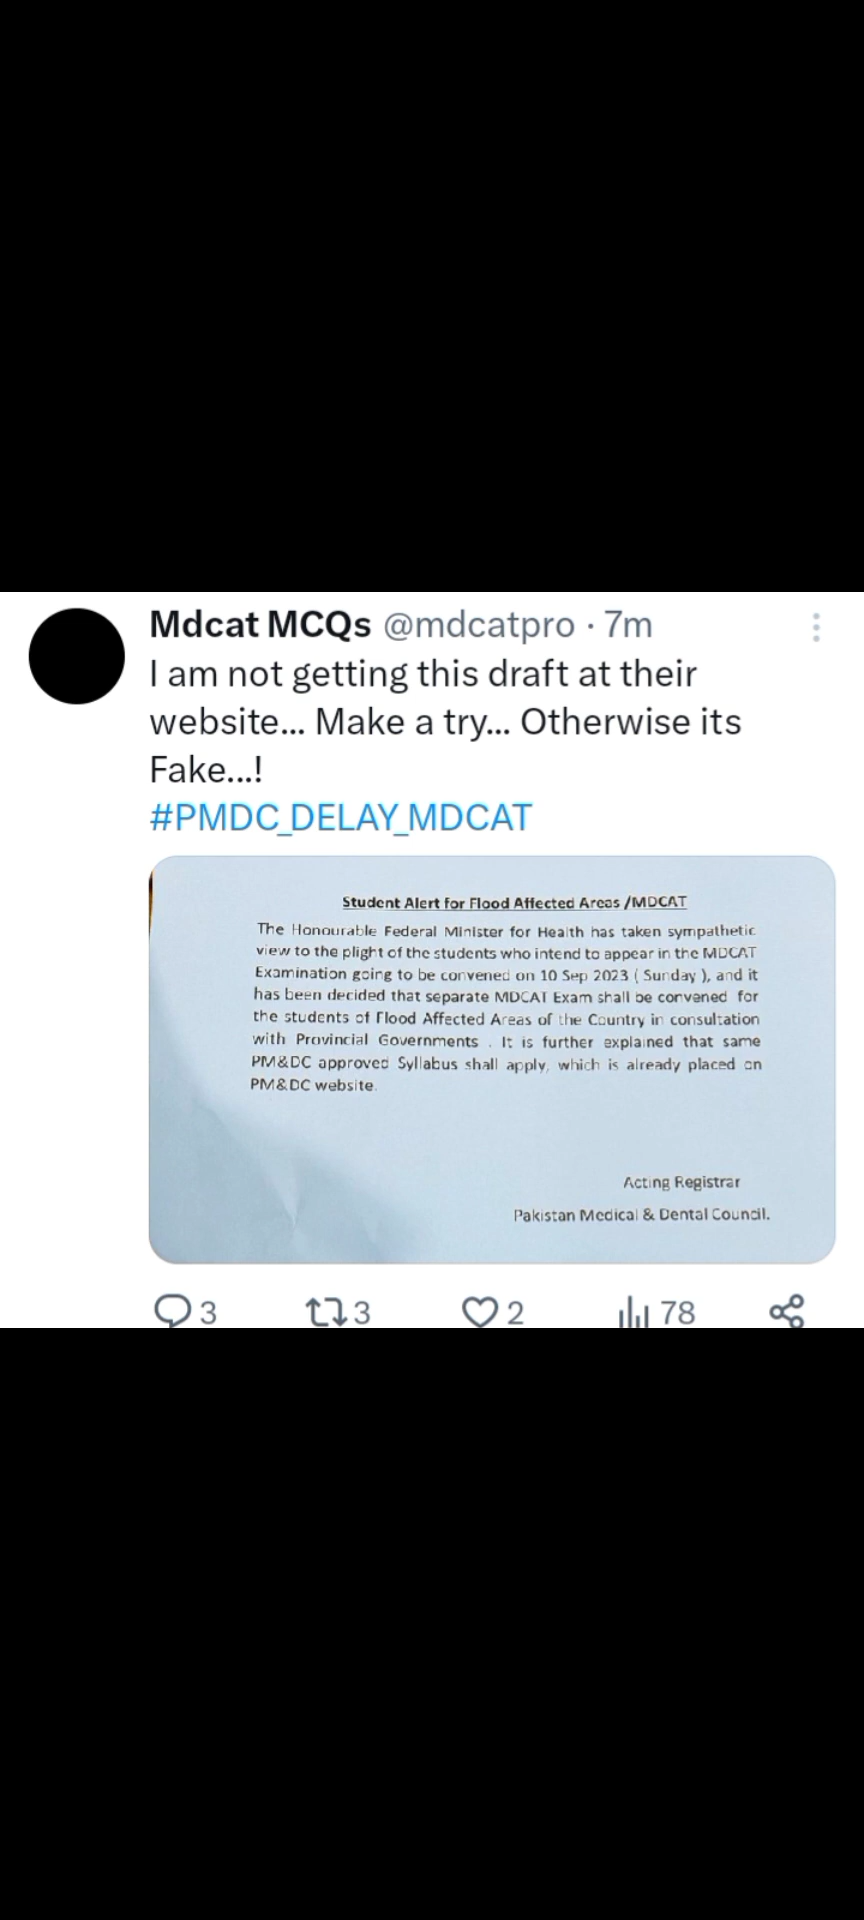 Mdcat MCQs @mdcatpro · 7m
I am not getting this draft at their
website... Make a try... Otherwise its
Fake...!
#PMDC_DELAY_MDCAT
Student Alert for Flood Affected Areas /MDCAT
The Honourable Federal Minister for Health has taken sympathetic
view to the plight of the students who intend to appear in the MDCAT
Examination going to be convened on 10 Sep 2023 ( Sunday ), and it
has been decided that separate MDCAT Exam shall be convened for
the students of Flood Affected Areas of the Country in consultation
with Provincial Governments . It is further explained that same
PM&DC approved Syllabus shall apply, which is already placed on
PM&DC website.
Acting Registrar
Pakistan Medical & Dental Council.
3 3 2 78